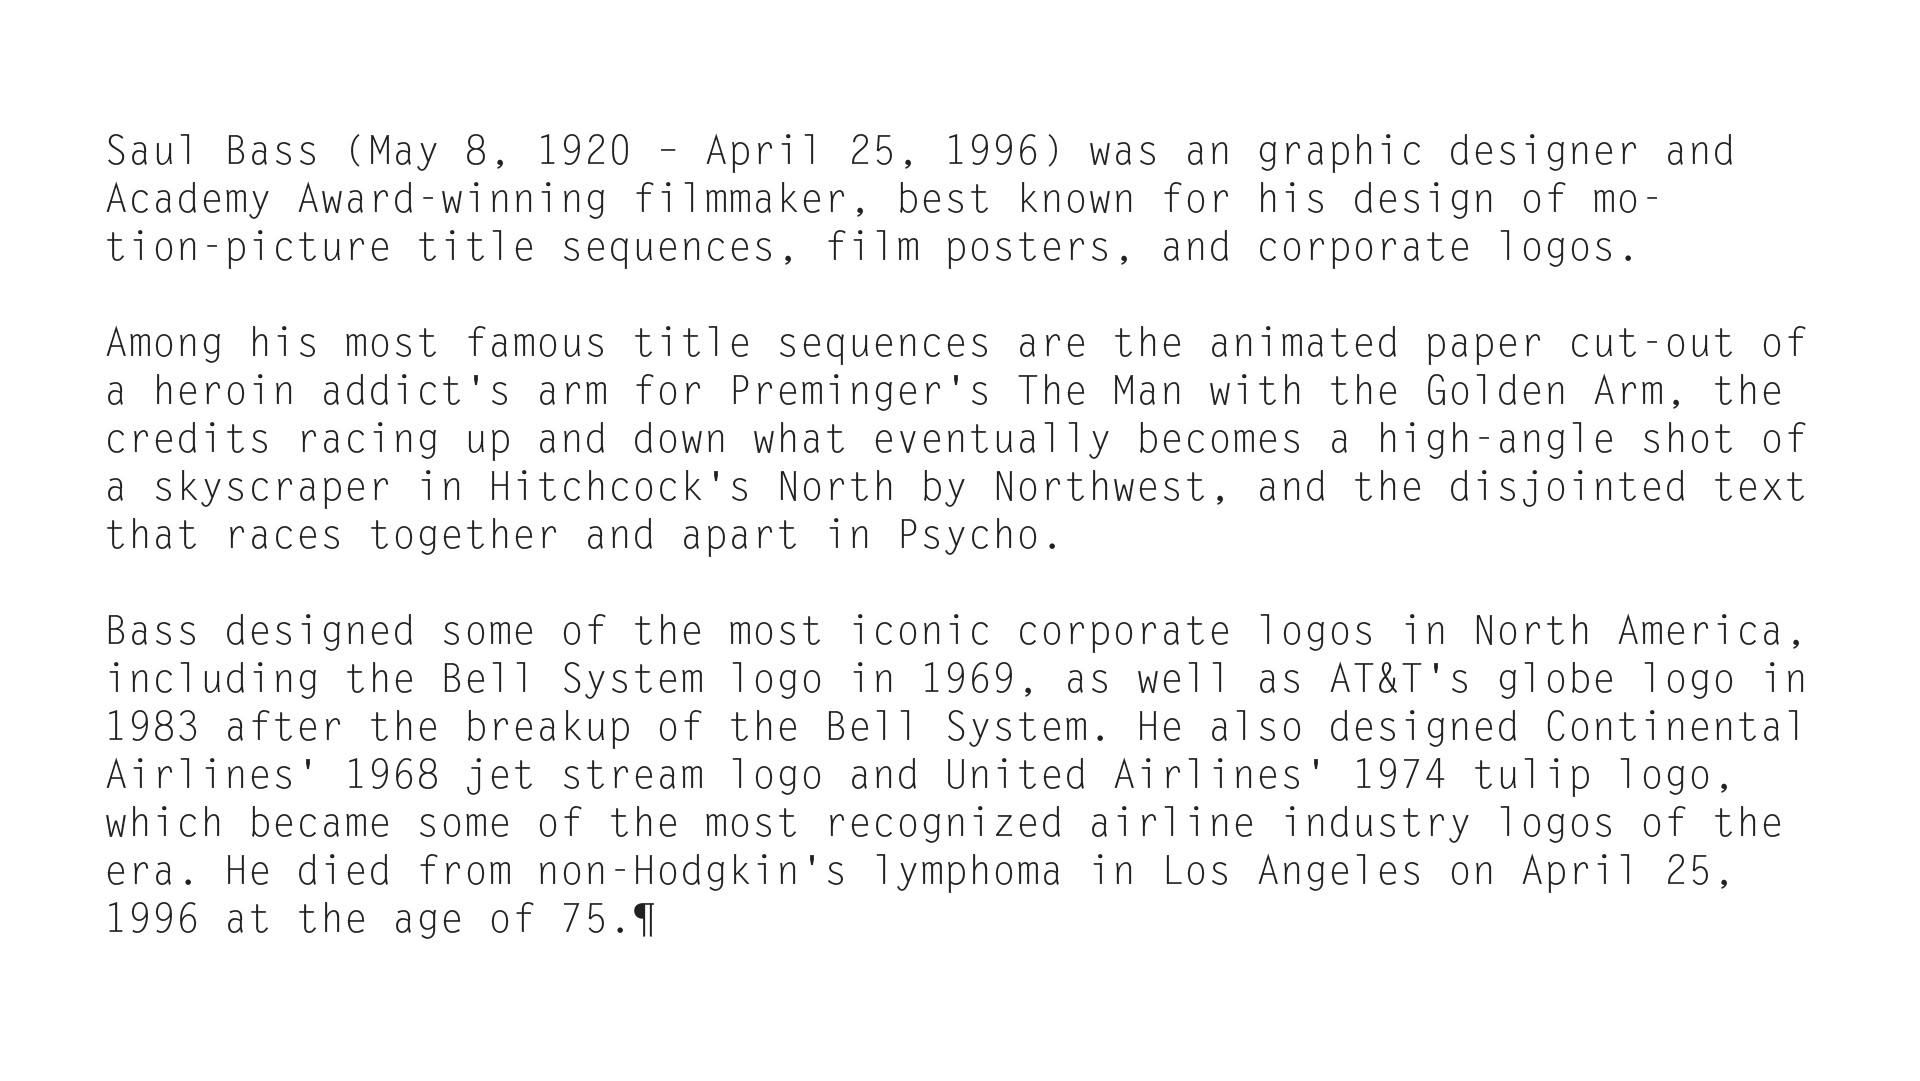 Saul Bass (May 8, 1920 – April 25, 1996) was an graphic designer and
Academy Award-winning filmmaker, best known for his design of mo-
tion-picture title sequences, film posters, and corporate logos.

Among his most famous title sequences are the animated paper cut-out of
a heroin addict's arm for Preminger's The Man with the Golden Arm, the
credits racing up and down what eventually becomes a high-angle shot of
a skyscraper in Hitchcock's North by Northwest, and the disjointed text
that races together and apart in Psycho.

Bass designed some of the most iconic corporate logos in North America,
including the Bell System logo in 1969, as well as AT&T's globe logo in
1983 after the breakup of the Bell System. He also designed Continental
Airlines' 1968 jet stream logo and United Airlines' 1974 tulip logo,
which became some of the most recognized airline industry logos of the
era. He died from non-Hodgkin's lymphoma in Los Angeles on April 25,
1996 at the age of 75.¶